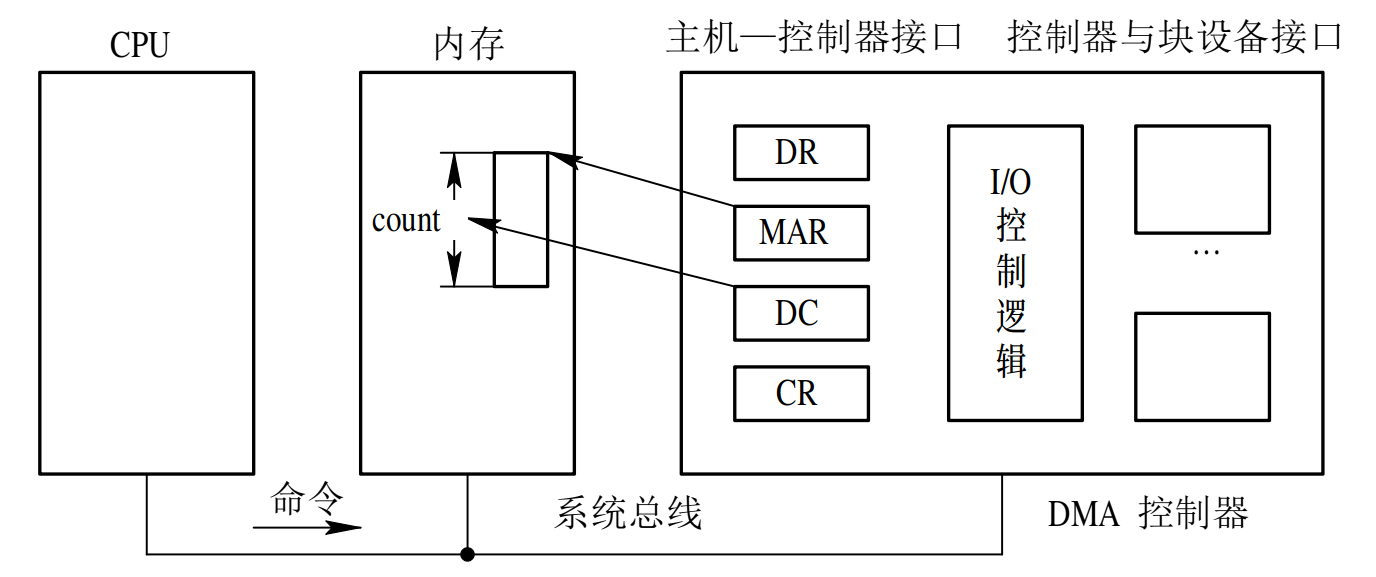 CPU
内存
主机—控制器接口
控制器与块设备接口
count
DR
MAR
DC
CR
I/O
控
制
逻
辑
...
命令
系统总线
DMA 控制器